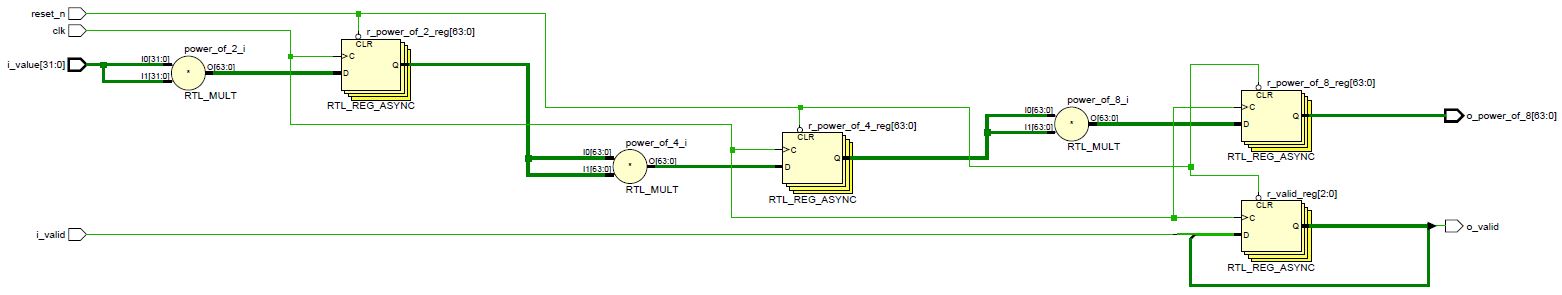 reset_n
clk
i_value[31:0]
power_of_2_i
I0[31:0]
I1[31:0]
*
O[63:0]
RTL_MULT
r_power_of_2_reg[63:0]
CLR
C
D
Q
RTL_REG_ASYNC
power_of_4_i
I0[63:0]
I1[63:0]
*
O[63:0]
RTL_MULT
r_power_of_4_reg[63:0]
CLR
C
D
Q
RTL_REG_ASYNC
power_of_8_i
I0[63:0]
I1[63:0]
*
O[63:0]
RTL_MULT
r_power_of_8_reg[63:0]
CLR
C
D
Q
RTL_REG_ASYNC
o_power_of_8[63:0]
i_valid
r_valid_reg[2:0]
CLR
C
D
Q
RTL_REG_ASYNC
o_valid